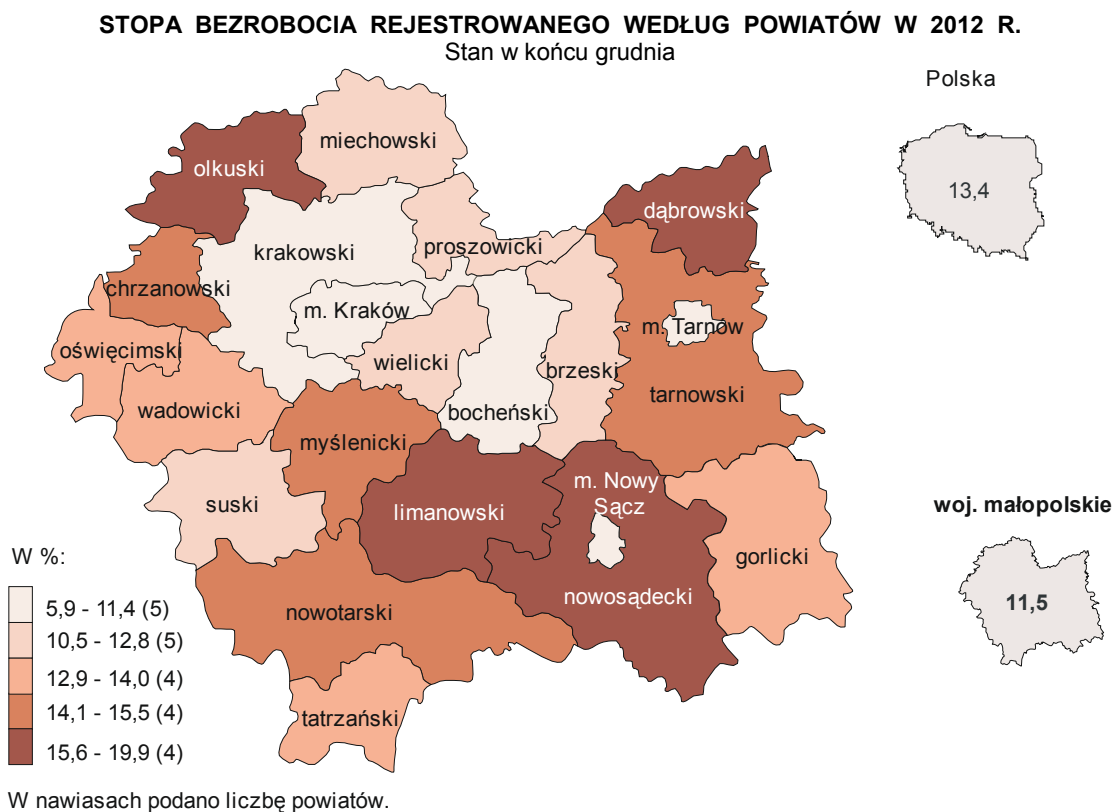 STOPA BEZROBOCIA REJESTROWANEGO WEDŁUG POWIATÓW W 2012 R.
Stan w końcu grudnia
Polska
13,4
miechowski
olkuski
dąbrowski
krakowski
proszowicki
chrzanowski
m. Kraków
m. Tarnów
oświęcimski
wielicki
brzeski
wadowicki
bocheński
tarnowski
myślenicki
m. Nowy
Sącz
suski
limanowski
woj. małopolskie
11,5
gorlicki
nowosądecki
nowotarski
tatrzański
W %:
5,9 - 11,4 (5)
10,5 - 12,8 (5)
12,9 - 14,0 (4)
14,1 - 15,5 (4)
15,6 - 19,9 (4)
W nawiasach podano liczbę powiatów.